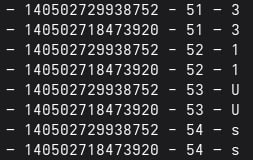 – 140502729938752 – 51 – 3
– 140502718473920 – 51 – 3
– 140502729938752 – 52 – 1
– 140502718473920 – 52 – 1
– 140502729938752 – 53 – U
– 140502718473920 – 53 – U
– 140502729938752 – 54 – s
– 140502718473920 – 54 – s